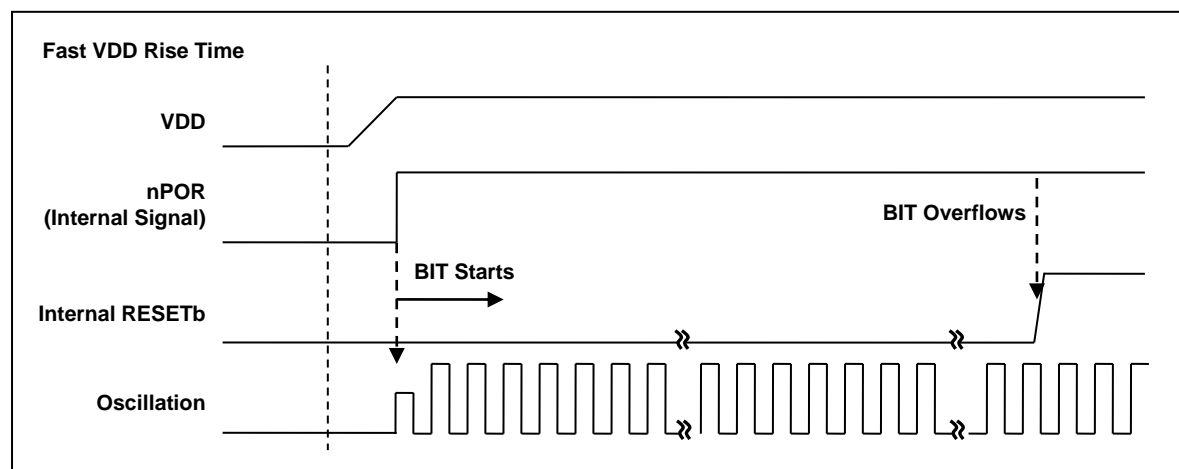 Fast VDD Rise Time
VDD
nPOR
(Internal Signal)
BIT Overflows
BIT Starts
Internal RESETb
Oscillation